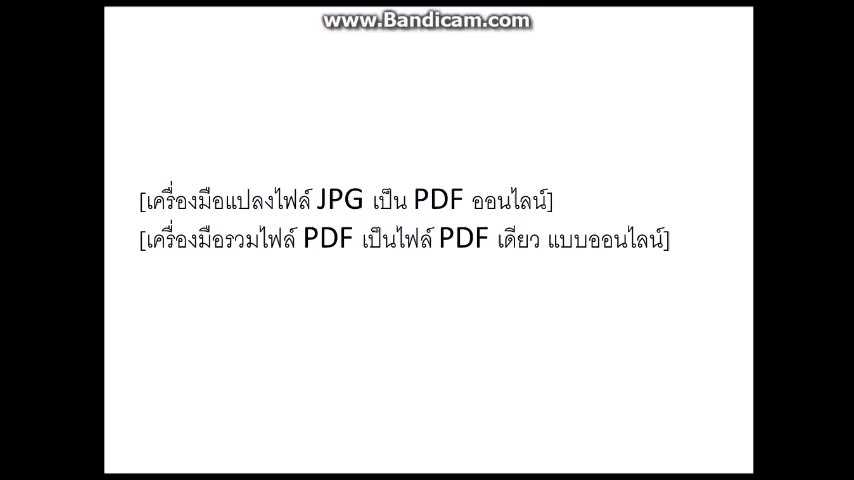 www.Bandicam.com
[เครื่องมือแปลงไฟล์ JPG เป็น PDF ออนไลน์]
[เครื่องมือรวมไฟล์ PDF เป็นไฟล์ PDF เดียว แบบออนไลน์]